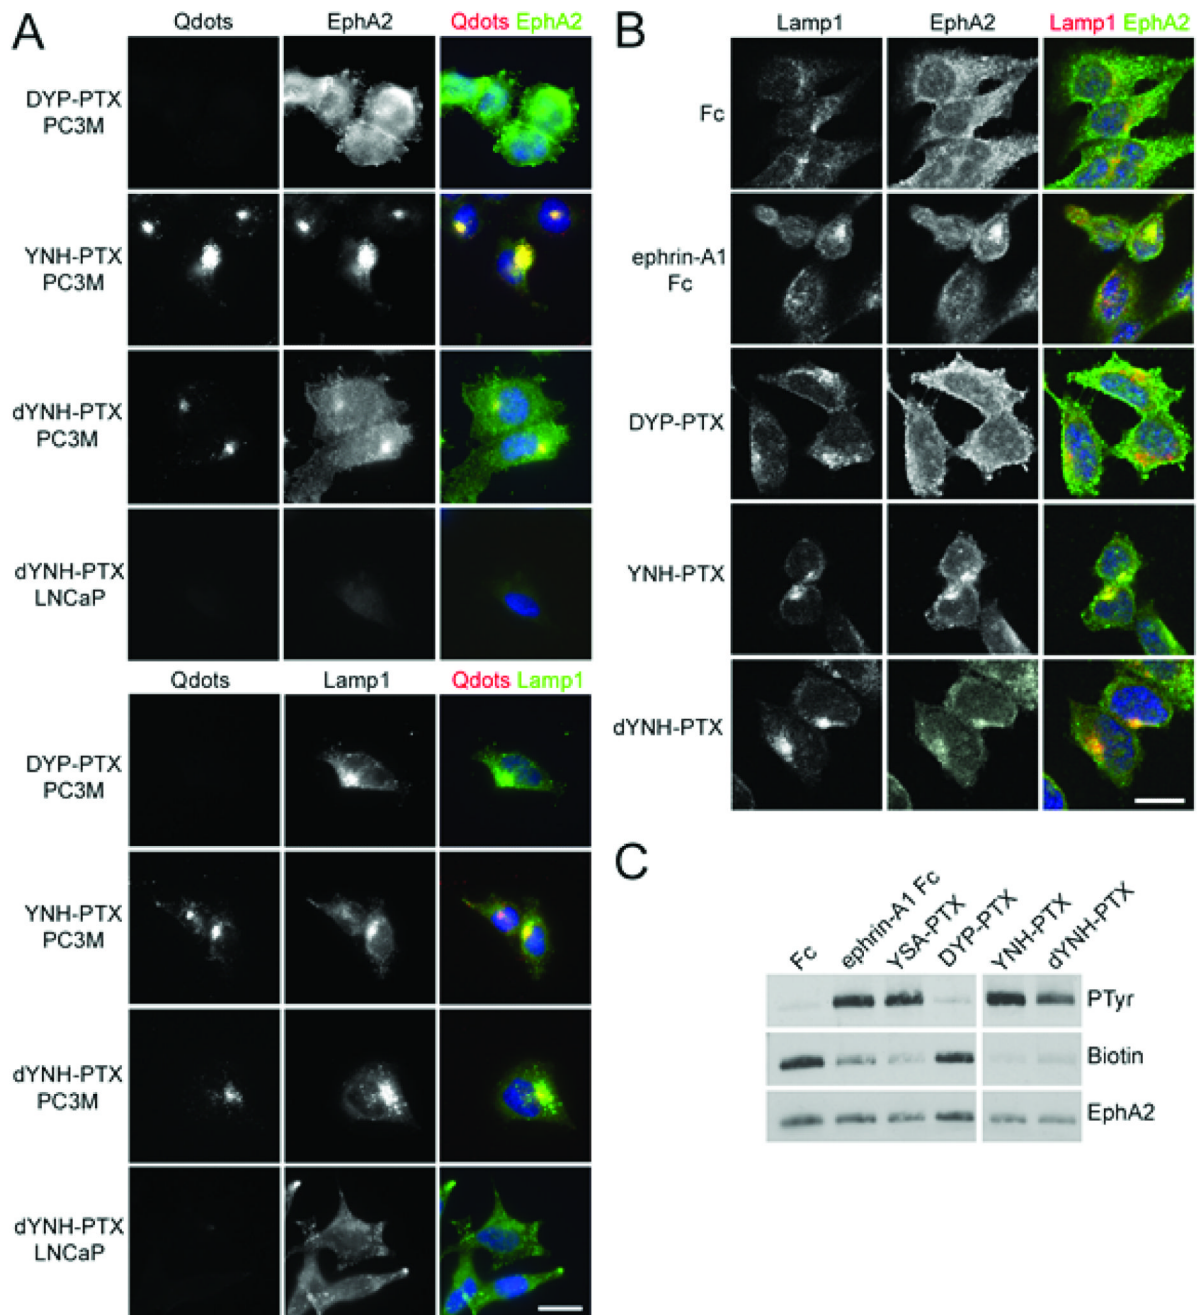 A
Qdots EphA2 Qdots EphA2
DYP-PTX
PC3M
YNH-PTX
PC3M
dYNH-PTX
PC3M
dYNH-PTX
LNCaP
Qdots Lamp1 Qdots Lamp1
DYP-PTX
PC3M
YNH-PTX
PC3M
dYNH-PTX
PC3M
dYNH-PTX
LNCaP
B
Lamp1 EphA2 Lamp1 EphA2
Fc
ephrin-A1
Fc
DYP-PTX
YNH-PTX
dYNH-PTX
C
Fc
ephrin-A1 Fc
YSA-PTX
DYP-PTX
YNH-PTX
dYNH-PTX
PTyr
Biotin
EphA2